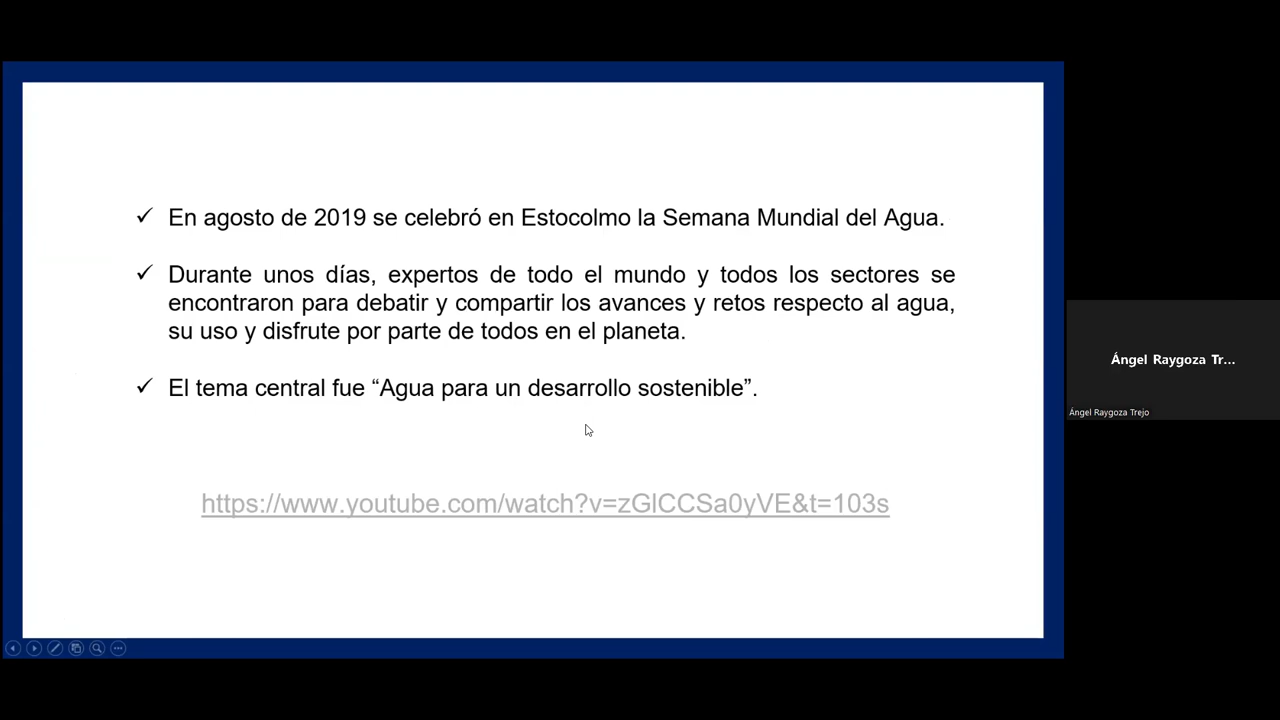 ✓ En agosto de 2019 se celebró en Estocolmo la Semana Mundial del Agua.
✓ Durante unos días, expertos de todo el mundo y todos los sectores se
encontraron para debatir y compartir los avances y retos respecto al agua,
su uso y disfrute por parte de todos en el planeta.
✓ El tema central fue “Agua para un desarrollo sostenible”.
https://www.youtube.com/watch?v=zGlCCSa0yVE&t=103s
Ángel Raygoza Tr...
Ángel Raygoza Trejo